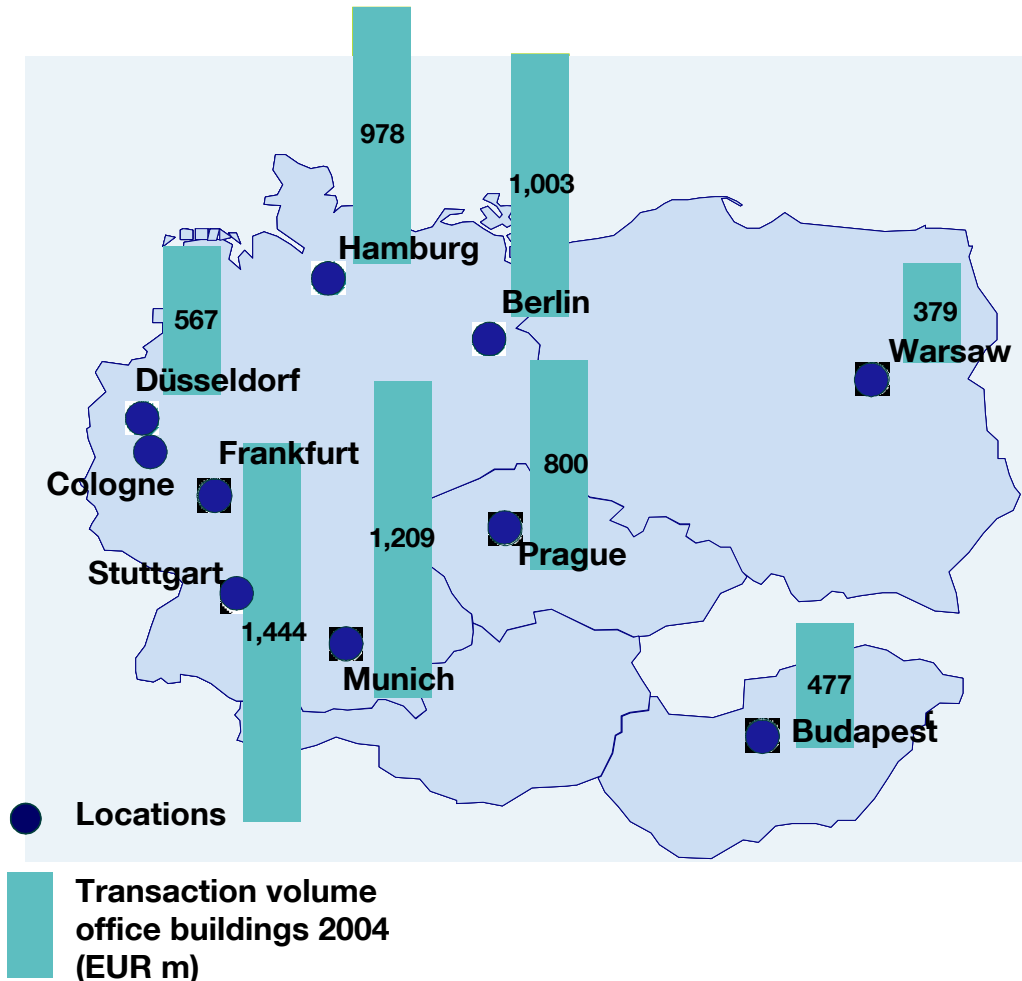 978
1,003
Hamburg
Berlin
567
379
Warsaw
Düsseldorf
Frankfurt
800
Cologne
1,209
Prague
Stuttgart
1,444
Munich
477
Budapest
Locations
Transaction volume
office buildings 2004
(EUR m)